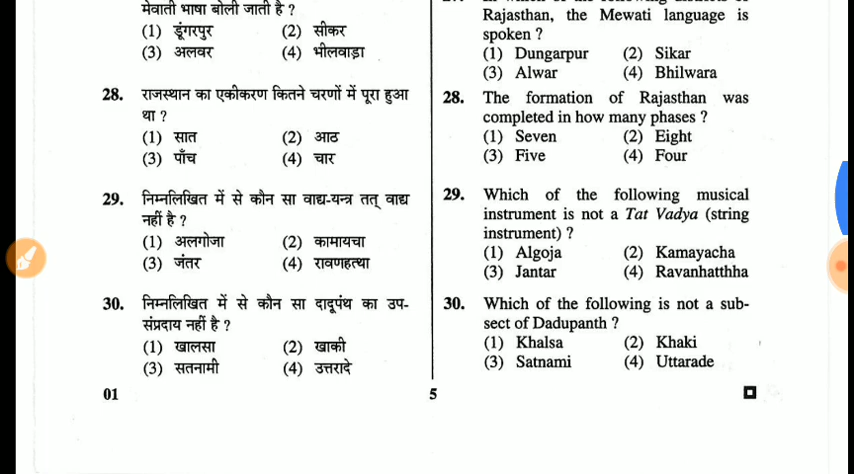 मेवाती भाषा बोली जाती है ?
(1) डूंगरपुर (2) सीकर
(3) अलवर (4) भीलवाड़ा
28. राजस्थान का एकीकरण कितने चरणों में पूरा हुआ
था ?
(1) सात (2) आठ
(3) पाँच (4) चार
29. निम्नलिखित में से कौन सा वाद्य-यन्त्र तत् वाद्य
नहीं है ?
(1) अलगोजा (2) कामायचा
(3) जंतर (4) रावणहत्था
30. निम्नलिखित में से कौन सा दादूपंथ का उप-
संप्रदाय नहीं है ?
(1) खालसा (2) खाकी
(3) सतनामी (4) उत्तरादे
01
Rajasthan, the Mewati language is
spoken ?
(1) Dungarpur (2) Sikar
(3) Alwar (4) Bhilwara
28. The formation of Rajasthan was
completed in how many phases ?
(1) Seven (2) Eight
(3) Five (4) Four
29. Which of the following musical
instrument is not a Tat Vadya (string
instrument) ?
(1) Algoja (2) Kamayacha
(3) Jantar (4) Ravanhatthha
30. Which of the following is not a sub-
sect of Dadupanth ?
(1) Khalsa (2) Khaki
(3) Satnami (4) Uttarade
5